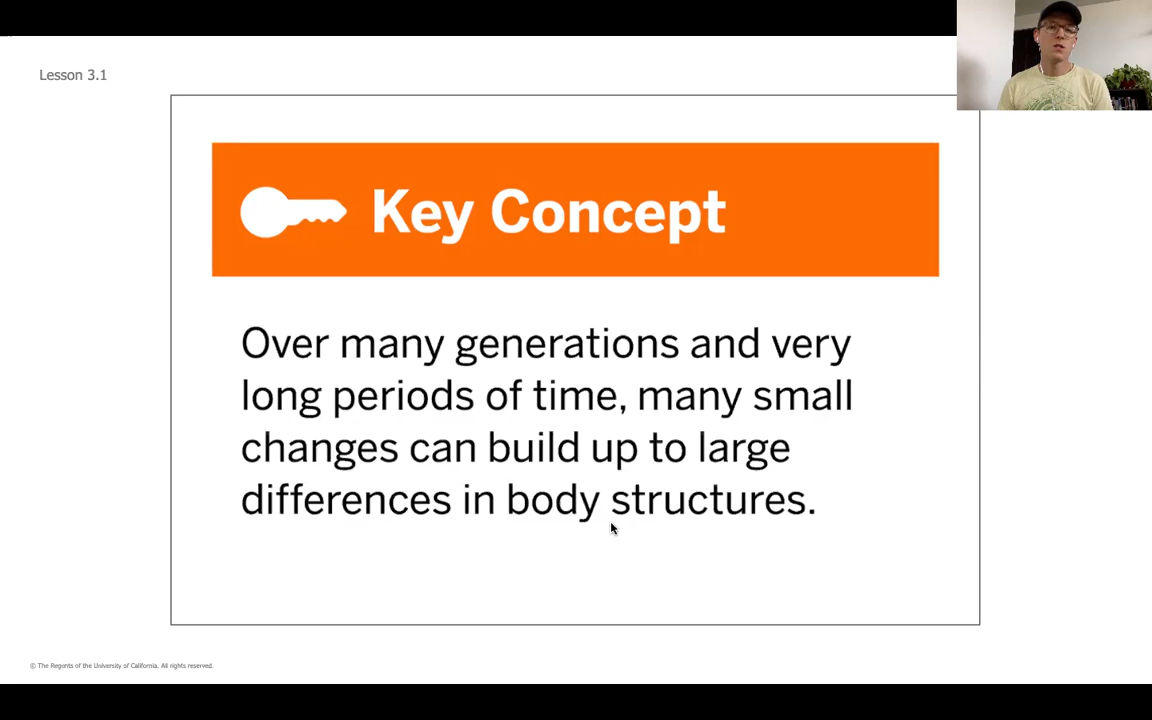 Lesson 3.1
Key Concept
Over many generations and very
long periods of time, many small
changes can build up to large
differences in body structures.
© The Regents of the University of California. All rights reserved.